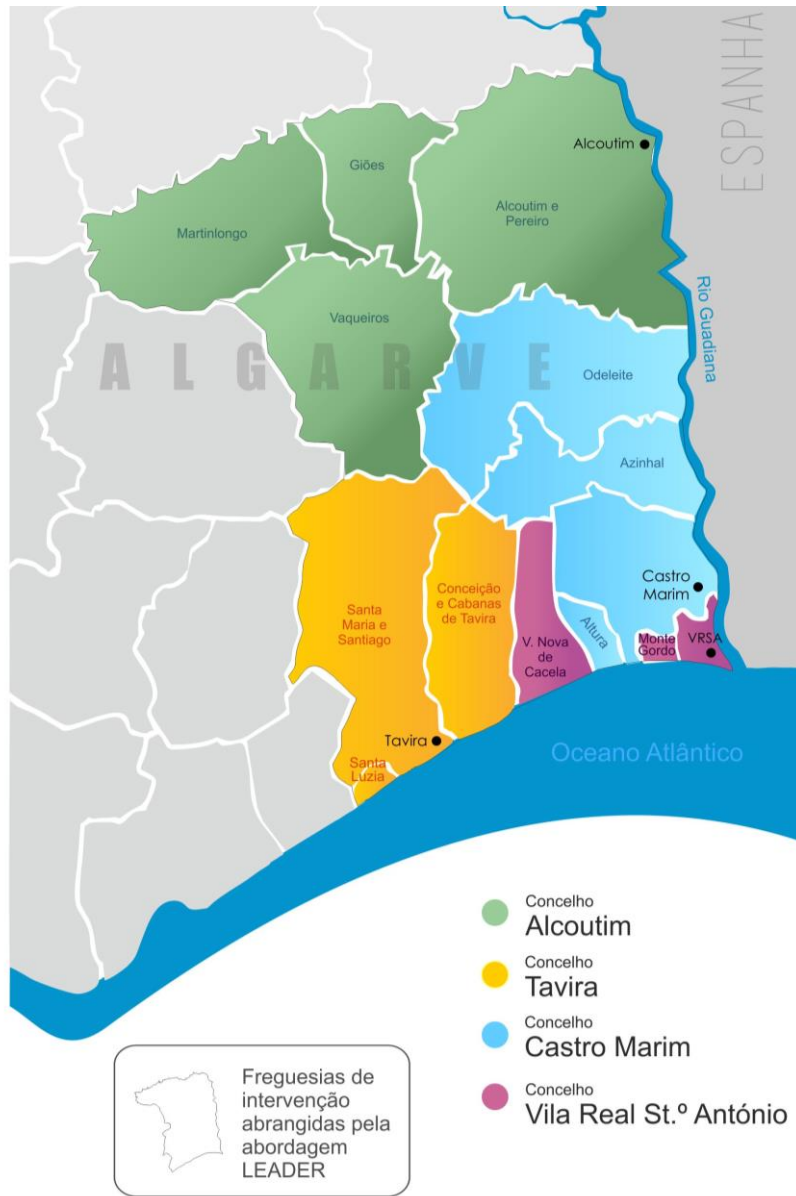 ESPANHA
Alcoutim
Giões
Alcoutim e
Pereiro
Martinlongo
Rio Guadiana
Vaqueiros
ALGARVE
Odeleite
Azinhal
Castro
Marim
Conceição
e Cabanas
de Tavira
Santa
Maria e
Santiago
Altura
V. Nova
de
Cacela
Monte
Gordo
VRSA
Tavira
Santa
Luzia
Oceano Atlântico
Concelho
Alcoutim
Concelho
Tavira
Concelho
Castro Marim
Concelho
Vila Real St.º António
Freguesias de
intervenção
abrangidas pela
abordagem
LEADER